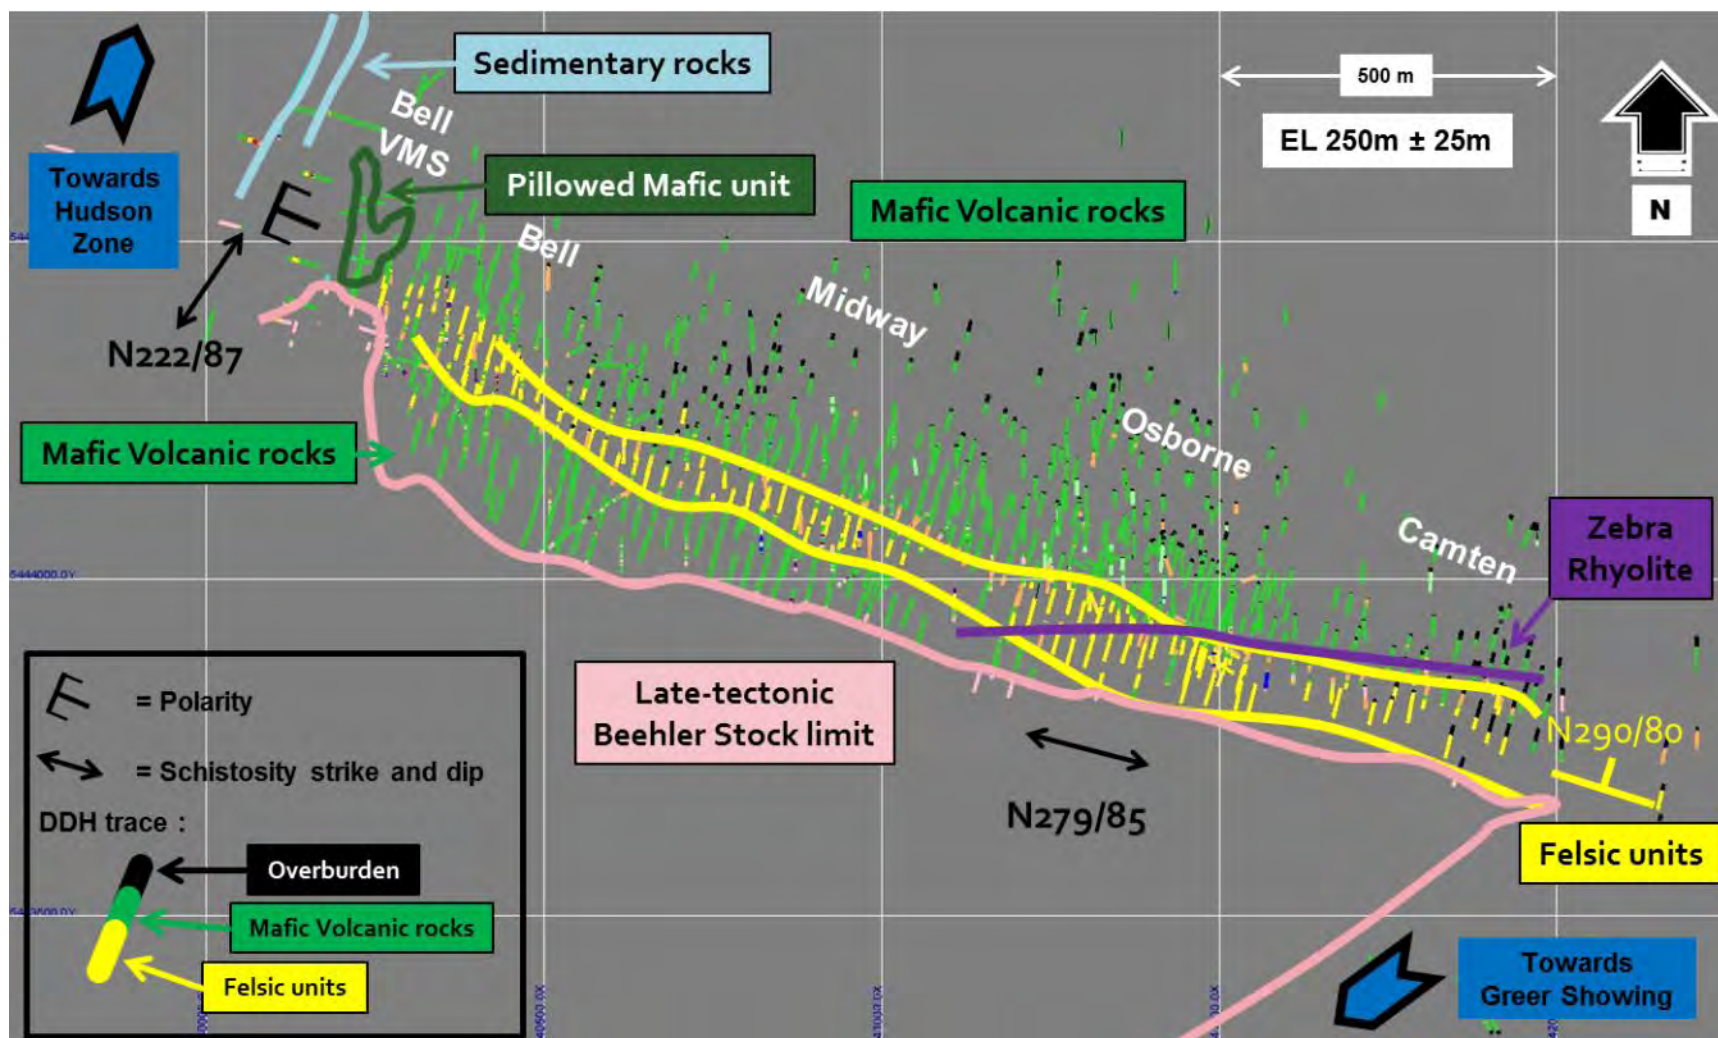 Sedimentary rocks
500 m
EL 250m ± 25m
N
Towards
Hudson
Zone
Bell
VMS
Pillowed Mafic unit
Mafic Volcanic rocks
Bell
Midway
N222/87
Mafic Volcanic rocks
Osborne
Camten
Zebra
Rhyolite
5444000.0Y
Late-tectonic
Beehler Stock limit
N290/80
N279/85
Felsic units
= Polarity
= Schistosity strike and dip
DDH trace :
Overburden
Mafic Volcanic rocks
Felsic units
Towards
Greer Showing